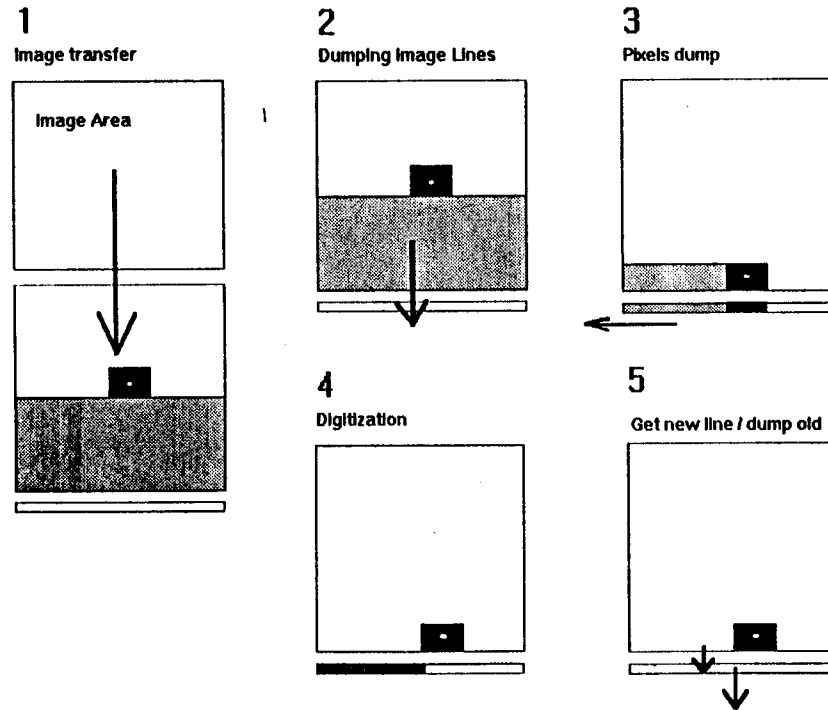 1
Image transfer
Image Area
2
Dumping Image Lines
3
Pixels dump
4
Digitization
5
Get new line / dump old